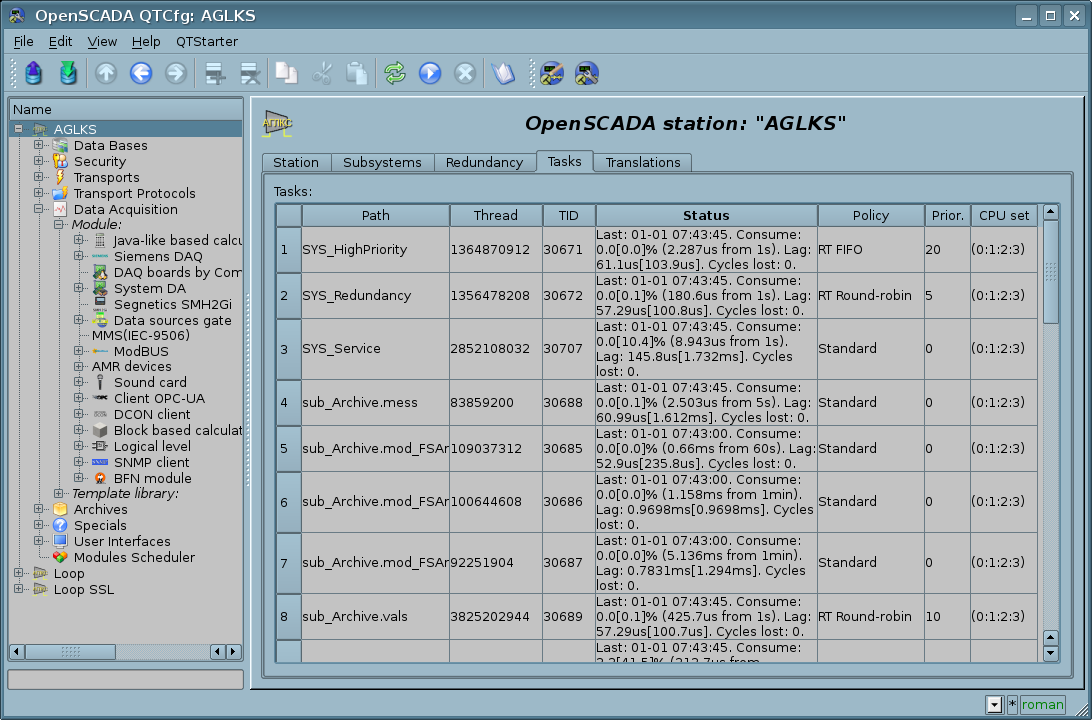 OpenSCADA QTCfg: AGLKS
File Edit View Help QTStarter
Name
AGLKS
Data Bases
Security
Transports
Transport Protocols
Data Acquisition
Module:
Java-like based calcu
Siemens DAQ
DAQ boards by Com
System DA
Segnetics SMH2Gi
Data sources gate
MMS(IEC-9506)
ModBUS
AMR devices
Sound card
Client OPC-UA
DCON client
Block based calculat
Logical level
SNMP client
BFN module
Template library:
Archives
Specials
User Interfaces
Modules Scheduler
Loop
Loop SSL
АГЛКС
OpenSCADA station: "AGLKS"
Station Subsystems Redundancy Tasks Translations
Tasks:
Path Thread TID Status Policy Prior. CPU set
1 SYS_HighPriority 1364870912 30671 Last: 01-01 07:43:45. Consume:
0.0[0.0]% (2.287us from 1s). Lag:
61.1us[103.9us]. Cycles lost: 0. RT FIFO 20 (0:1:2:3)
2 SYS_Redundancy 1356478208 30672 Last: 01-01 07:43:45. Consume:
0.0[0.1]% (180.6us from 1s). Lag:
57.29us[100.8us]. Cycles lost: 0. RT Round-robin 5 (0:1:2:3)
3 SYS_Service 2852108032 30707 Last: 01-01 07:43:45. Consume:
0.0[10.4]% (8.943us from 1s).
Lag: 145.8us[1.732ms]. Cycles
lost: 0. Standard 0 (0:1:2:3)
4 sub_Archive.mess 83859200 30688 Last: 01-01 07:43:45. Consume:
0.0[0.1]% (2.503us from 5s). Lag:
60.99us[1.612ms]. Cycles lost: 0. Standard 0 (0:1:2:3)
5 sub_Archive.mod_FSAr 109037312 30685 Last: 01-01 07:43:00. Consume:
0.0[0.0]% (0.66ms from 60s). Lag:
52.9us[235.8us]. Cycles lost: 0. Standard 0 (0:1:2:3)
6 sub_Archive.mod_FSAr 100644608 30686 Last: 01-01 07:43:00. Consume:
0.0[0.0]% (1.158ms from 1min).
Lag: 0.9698ms[0.9698ms]. Cycles
lost: 0. Standard 0 (0:1:2:3)
7 sub_Archive.mod_FSAr 92251904 30687 Last: 01-01 07:43:00. Consume:
0.0[0.0]% (5.136ms from 1min).
Lag: 0.7831ms[1.294ms]. Cycles
lost: 0. Standard 0 (0:1:2:3)
8 sub_Archive.vals 3825202944 30689 Last: 01-01 07:43:45. Consume:
0.0[0.1]% (425.7us from 1s). Lag:
57.29us[100.7us]. Cycles lost: 0. RT Round-robin 10 (0:1:2:3)
Last: 01-01 07:43:45. Consume:
* roman